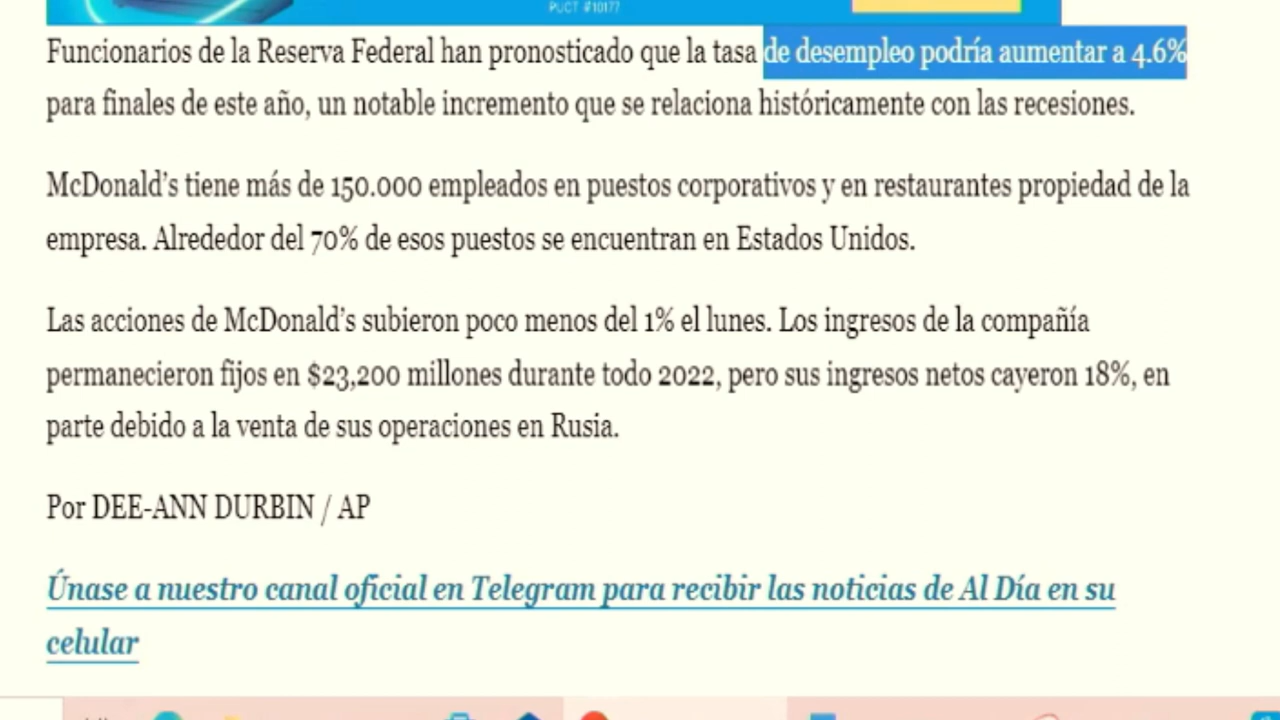 PUCT #10177
Funcionarios de la Reserva Federal han pronosticado que la tasa de desempleo podría aumentar a 4.6%
para finales de este año, un notable incremento que se relaciona históricamente con las recesiones.
McDonald’s tiene más de 150.000 empleados en puestos corporativos y en restaurantes propiedad de la
empresa. Alrededor del 70% de esos puestos se encuentran en Estados Unidos.
Las acciones de McDonald’s subieron poco menos del 1% el lunes. Los ingresos de la compañía
permanecieron fijos en $23,200 millones durante todo 2022, pero sus ingresos netos cayeron 18%, en
parte debido a la venta de sus operaciones en Rusia.
Por DEE-ANN DURBIN / AP
Únase a nuestro canal oficial en Telegram para recibir las noticias de Al Día en su
celular